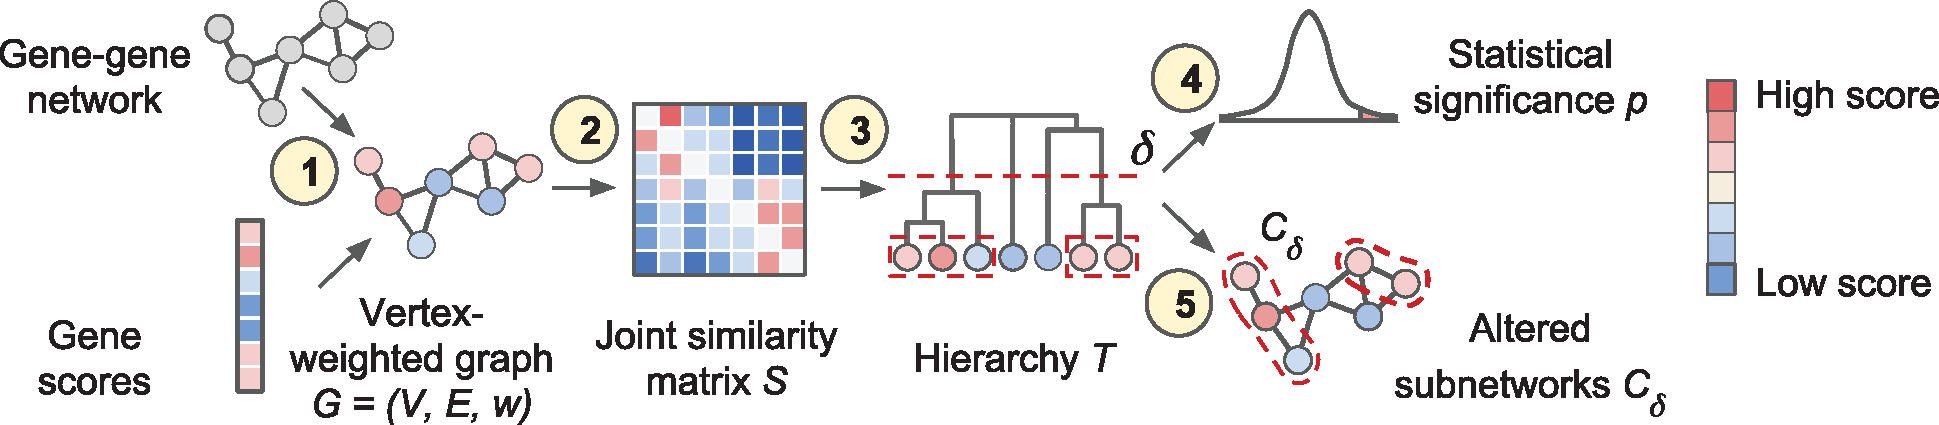 Gene-gene
network
Gene
scores
1
Vertex-
weighted graph
G = (V, E, w)
2
Joint similarity
matrix S
3
Hierarchy T
δ
4
Statistical
significance p
5
Cδ
Altered
subnetworks Cδ
High score
Low score